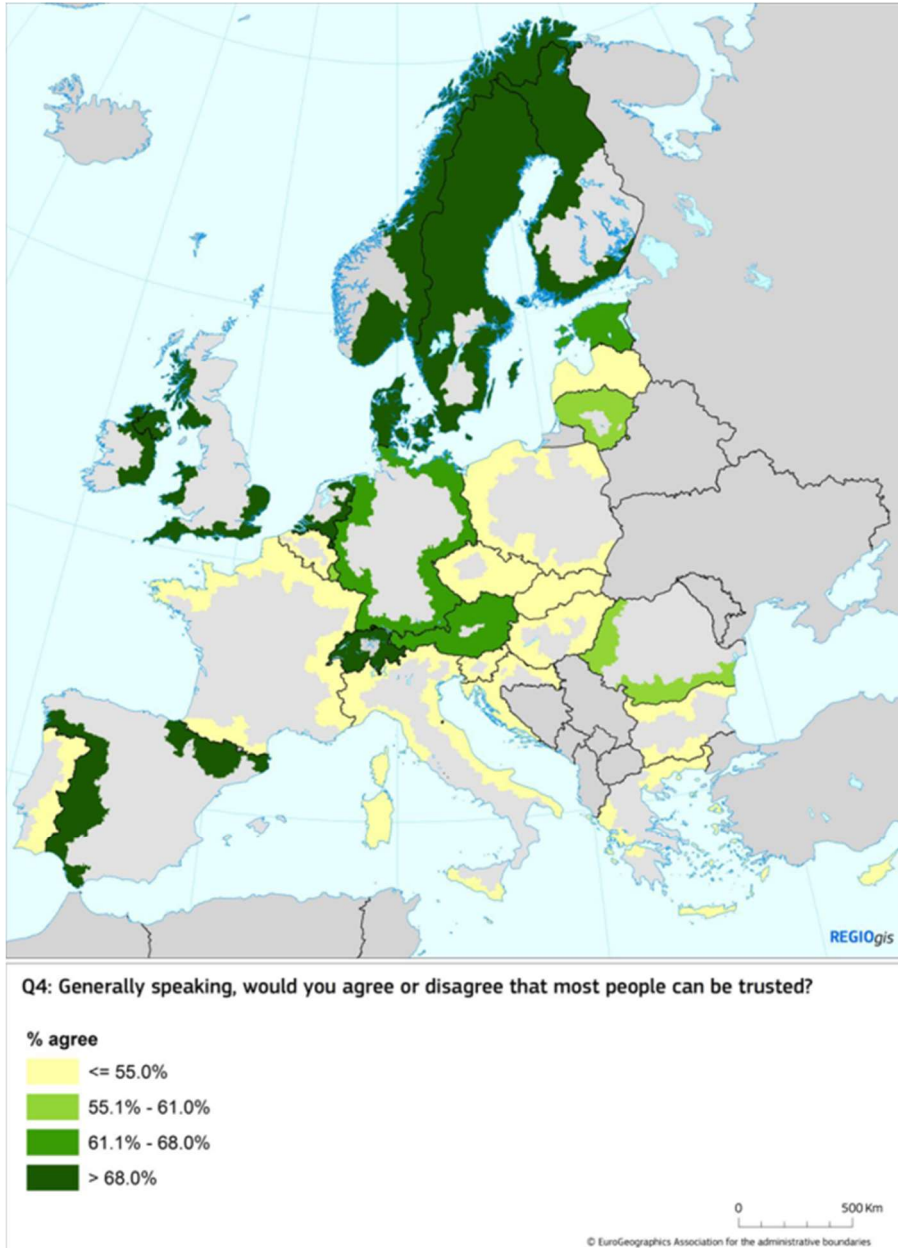 REGIOgis
Q4: Generally speaking, would you agree or disagree that most people can be trusted?
% agree
<= 55.0%
55.1% - 61.0%
61.1% - 68.0%
> 68.0%
0 500 Km
© EuroGeographics Association for the administrative boundaries